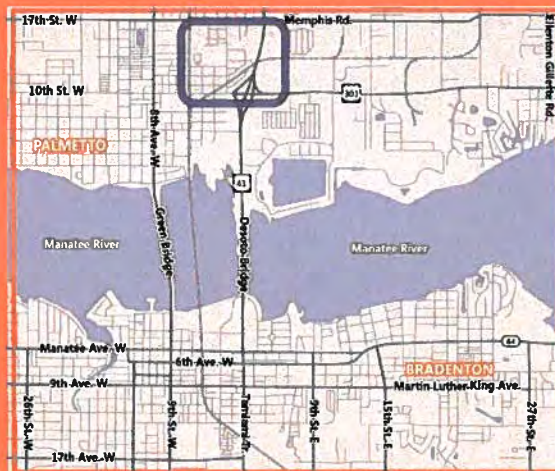 17th St. W
Memphis Rd.
Ellenton Gillette Rd.
10th St. W
301
8th Ave. W
PALMETTO
41
Manatee River
Green Bridge
Desoto Bridge
Manatee River
Manatee Ave. W
6th Ave. W
64
BRADENTON
9th Ave. W
Martin Luther King Ave.
26th St. W
9th St. W
Tamiami Tr.
9th St. E
15th St. E
27th St. E
17th Ave. W